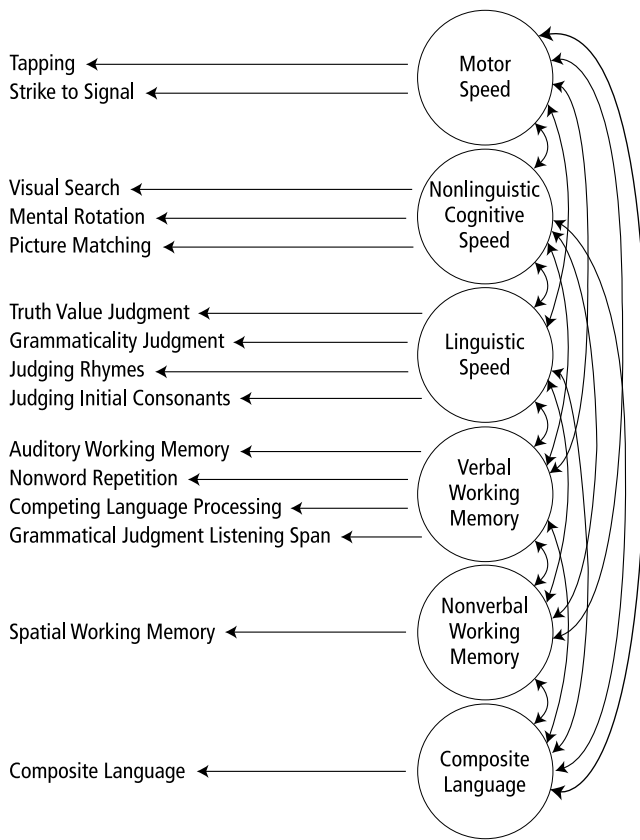 Tapping
Strike to Signal
Motor
Speed
Visual Search
Mental Rotation
Picture Matching
Nonlinguistic
Cognitive
Speed
Truth Value Judgment
Grammaticality Judgment
Judging Rhymes
Judging Initial Consonants
Linguistic
Speed
Auditory Working Memory
Nonword Repetition
Competing Language Processing
Grammatical Judgment Listening Span
Verbal
Working
Memory
Spatial Working Memory
Nonverbal
Working
Memory
Composite Language
Composite
Language